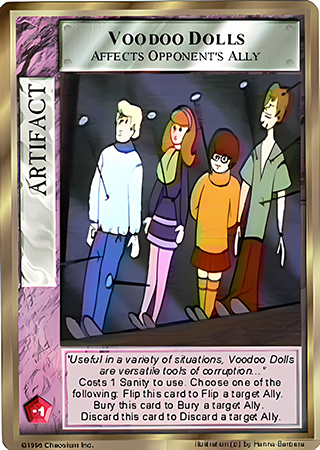 VOODOO DOLLS
AFFECTS OPPONENT'S ALLY
ARTIFACT
"Useful in a variety of situations, Voodoo Dolls
are versatile tools of corruption..."
Costs 1 Sanity to use. Choose one of the
following: Flip this card to Flip a target Ally.
Bury this card to Bury a target Ally.
Discard this card to Discard a target Ally.
-1
©1996 Chaosium Inc.
Illustration (c) by Hanna-Barbera